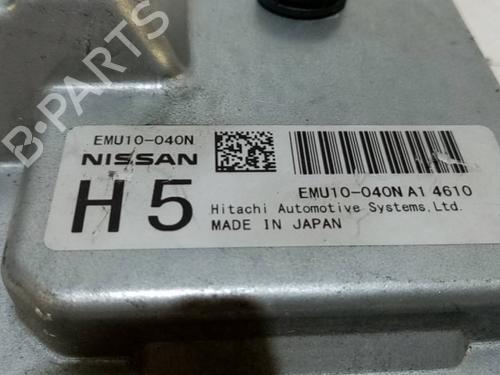 B-PARTS
EMU10-040N
NISSAN
H5
EMU10-040N A1 4610
Hitachi Automotive Systems,Ltd.
MADE IN JAPAN